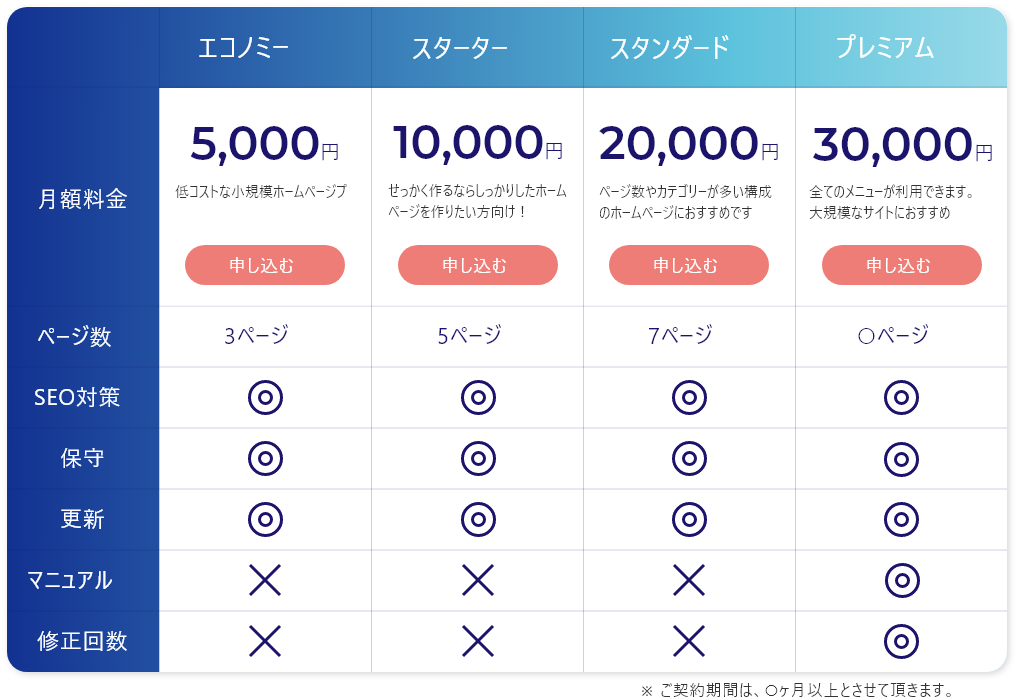 エコノミー スターター スタンダード プレミアム
月額料金
5,000円 10,000円 20,000円 30,000円
低コストな小規模ホームページプ
せっかく作るならしっかりしたホーム
ページを作りたい方向け！
ページ数やカテゴリーが多い構成
のホームページにおすすめです
全てのメニューが利用できます。
大規模なサイトにおすすめ
申し込む 申し込む 申し込む 申し込む
ページ数 3ページ 5ページ 7ページ 〇ページ
SEO対策 ◎ ◎ ◎ ◎
保守 ◎ ◎ ◎ ◎
更新 ◎ ◎ ◎ ◎
マニュアル × × × ◎
修正回数 × × × ◎
※ ご契約期間は、〇ヶ月以上とさせて頂きます。